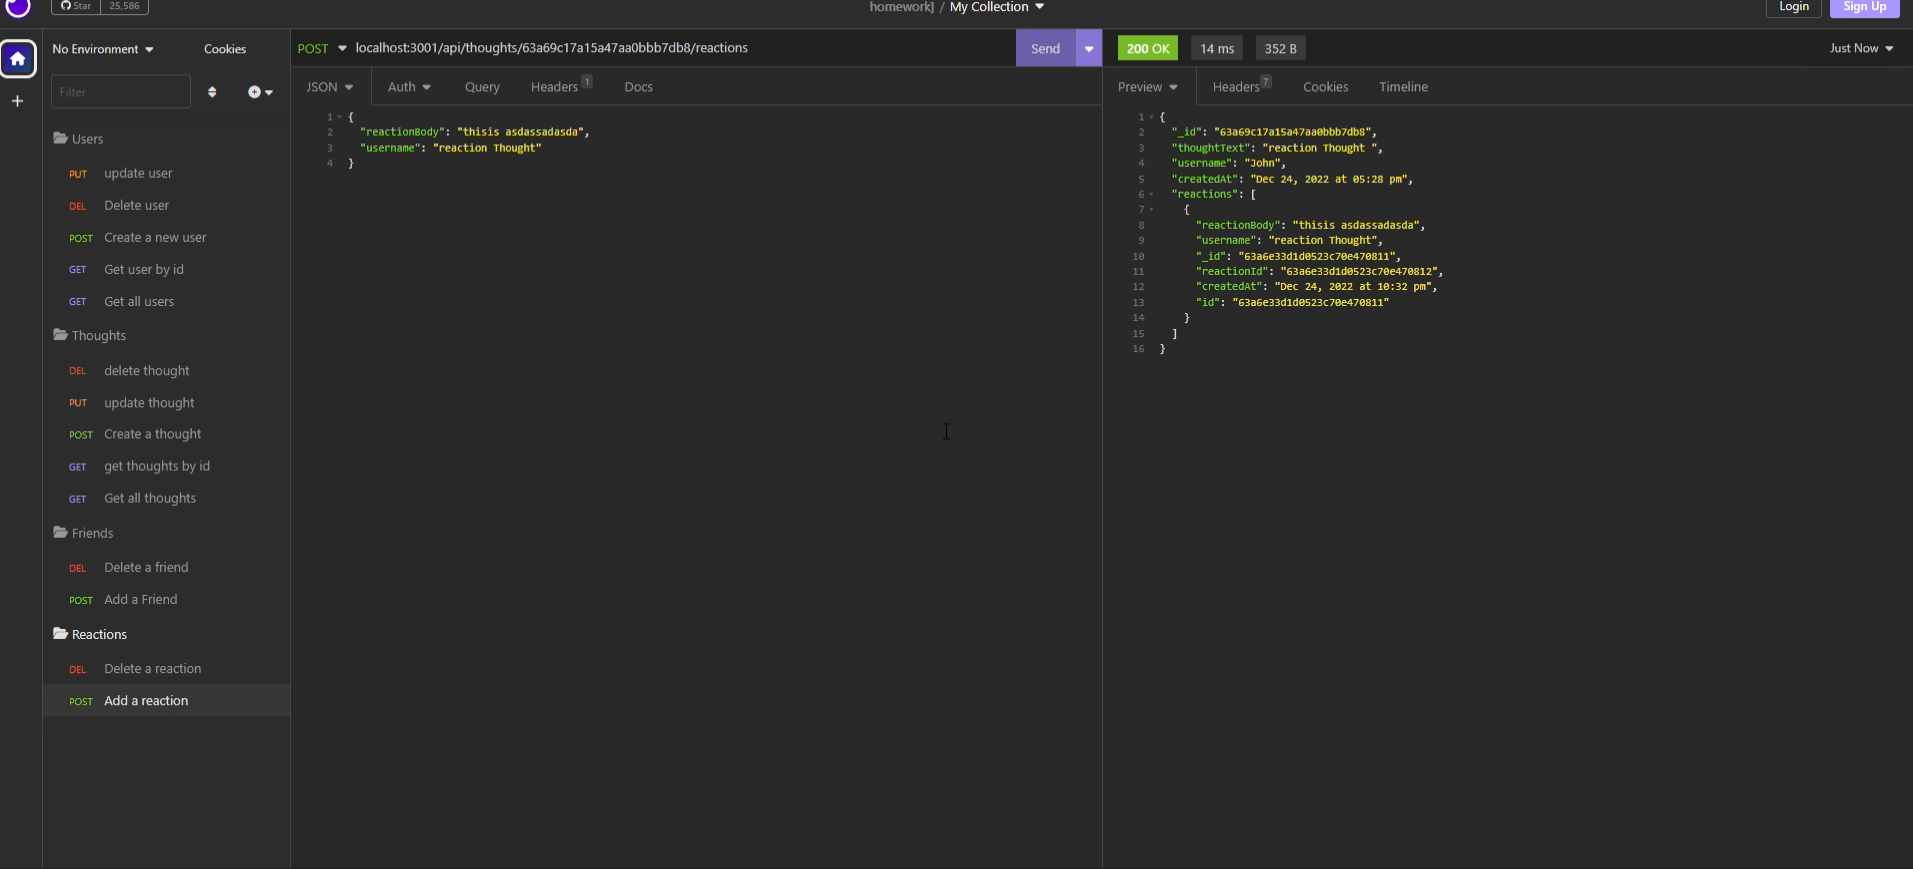 Star 25,586
homework] / My Collection
Login Sign Up
No Environment Cookies
Filter
Users
PUT update user
DEL Delete user
POST Create a new user
GET Get user by id
GET Get all users
Thoughts
DEL delete thought
PUT update thought
POST Create a thought
GET get thoughts by id
GET Get all thoughts
Friends
DEL Delete a friend
POST Add a Friend
Reactions
DEL Delete a reaction
POST Add a reaction
POST localhost:3001/api/thoughts/63a69c17a15a47aa0bbb7db8/reactions Send
JSON Auth Query Headers 1 Docs
1 {
2 "reactionBody": "thisis asdassadasda",
3 "username": "reaction Thought"
4 }
200 OK 14 ms 352 B Just Now
Preview Headers 7 Cookies Timeline
1 {
2 "_id": "63a69c17a15a47aa0bbb7db8",
3 "thoughtText": "reaction Thought ",
4 "username": "John",
5 "createdAt": "Dec 24, 2022 at 05:28 pm",
6 "reactions": [
7 {
8 "reactionBody": "thisis asdassadasda",
9 "username": "reaction Thought",
10 "_id": "63a6e33d1d0523c70e470811",
11 "reactionId": "63a6e33d1d0523c70e470812",
12 "createdAt": "Dec 24, 2022 at 10:32 pm",
13 "id": "63a6e33d1d0523c70e470811"
14 }
15 ]
16 }